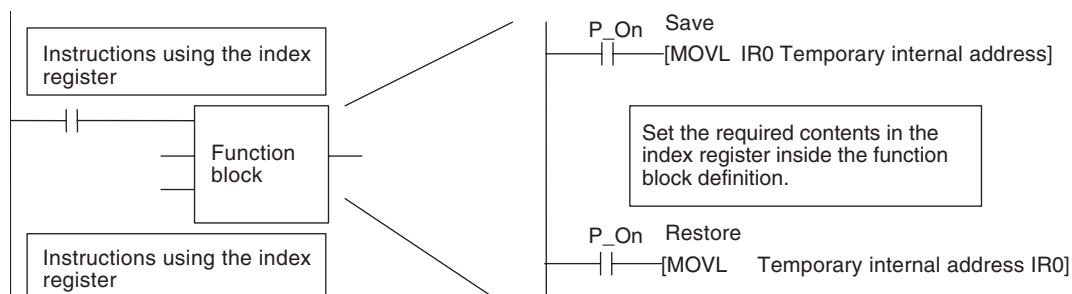 Instructions using the index
register
Function
block
Instructions using the index
register
P_On Save
[MOVL IR0 Temporary internal address]
Set the required contents in the
index register inside the function
block definition.
P_On Restore
[MOVL Temporary internal address IR0]